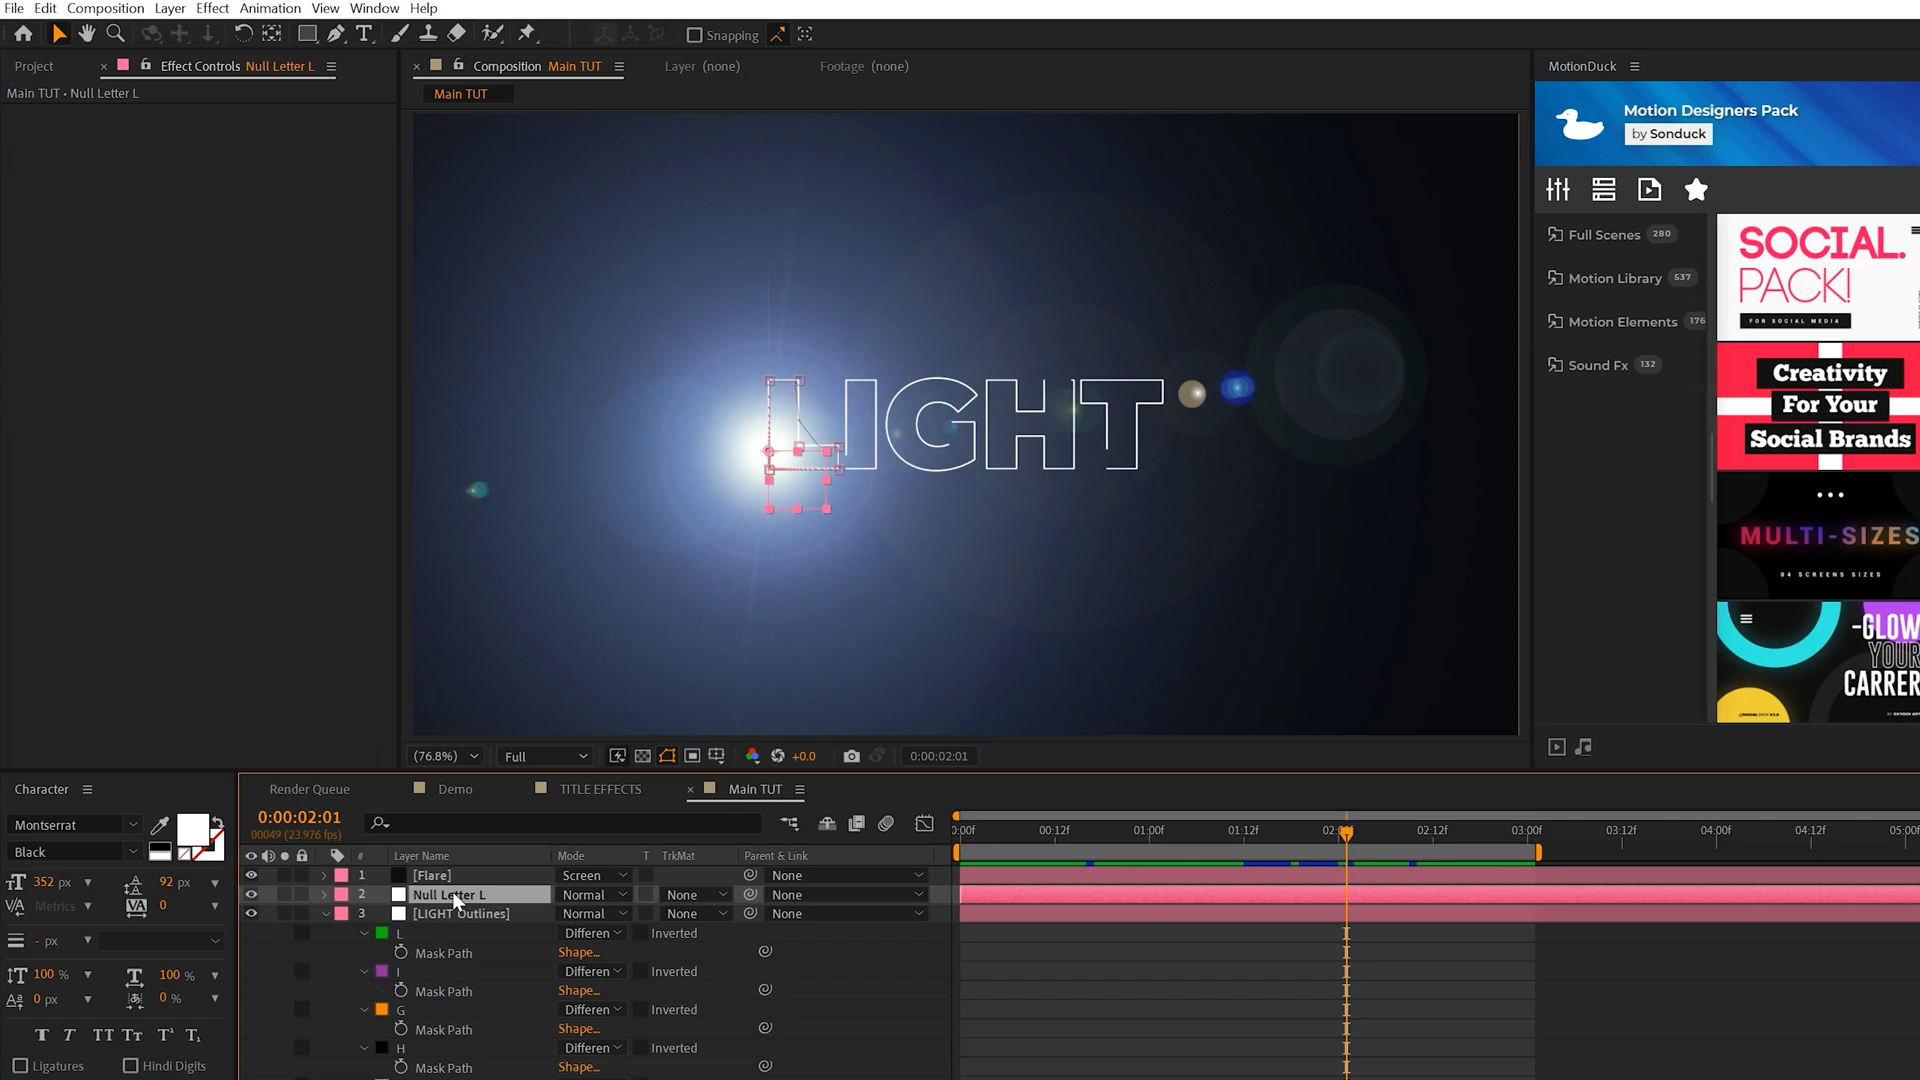 File Edit Composition Layer Effect Animation View Window Help
Snapping
Project
Effect Controls Null Letter L
Composition Main TUT
Layer (none)
Footage (none)
MotionDuck
Main TUT • Null Letter L
Main TUT
Motion Designers Pack
by Sonduck
Full Scenes 280
Motion Library 537
Motion Elements 176
Sound Fx 132
SOCIAL.
PACK!
FOR SOCIAL MEDIA
Creativity
For Your
Social Brands
MULTI-SIZES
04 SCREENS SIZES
-GLOW
YOUR
CARRER
LIGHT
(76.8%)
Full
+0.0
0:00:02:01
Character
Render Queue
Demo
TITLE EFFECTS
Main TUT
Montserrat
Black
352 px
92 px
Metrics
0
- px
100 %
100 %
0 px
0 %
T T TT Tt T¹ T₁
Ligatures
Hindi Digits
0:00:02:01
00049 (23.976 fps)
:00f 00:12f 01:00f 01:12f 02:12f 03:00f 03:12f 04:00f 04:12f 05:00f
# Layer Name Mode T TrkMat Parent & Link
1 [Flare] Screen None
2 Null Letter L Normal None None
3 [LIGHT Outlines] Normal None None
L Differen Inverted
Mask Path Shape...
I Differen Inverted
Mask Path Shape...
G Differen Inverted
Mask Path Shape...
H Differen Inverted
Mask Path Shape...